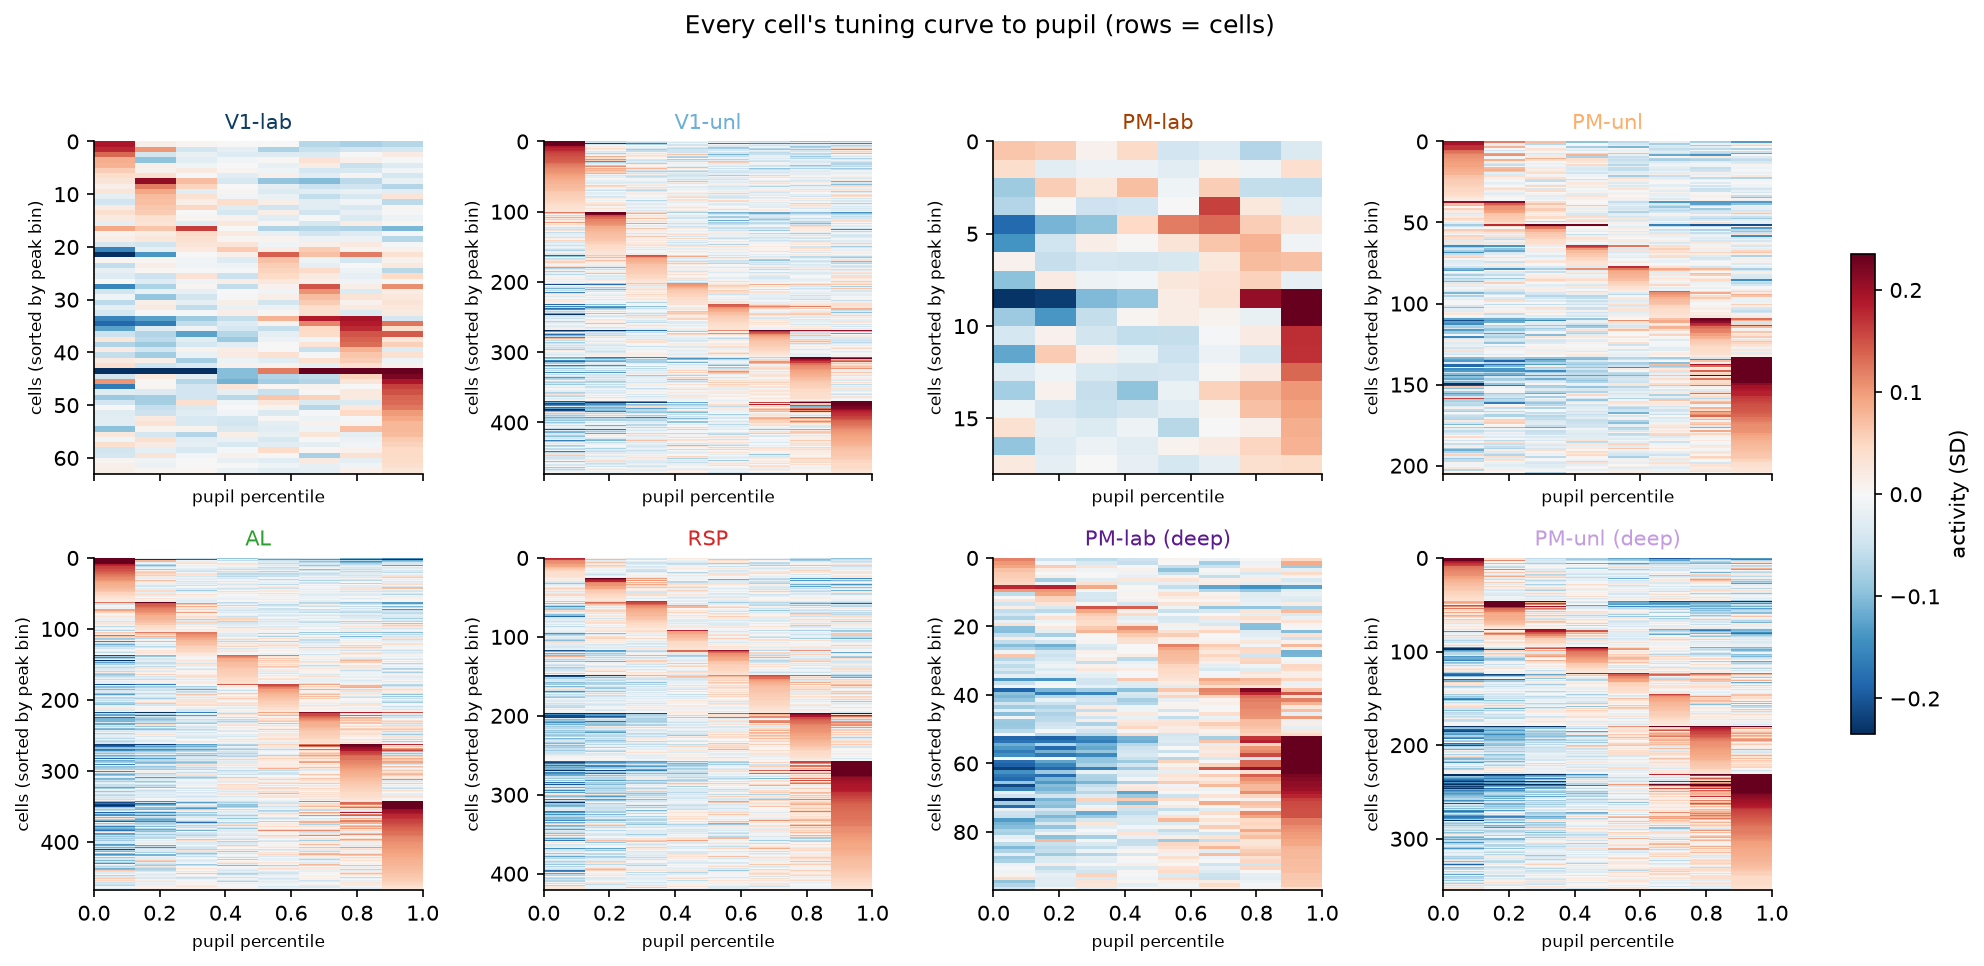 Every cell's tuning curve to pupil (rows = cells)
V1-lab
V1-unl
PM-lab
PM-unl
0
10
20
30
40
50
60
cells (sorted by peak bin)
pupil percentile
0
100
200
300
400
cells (sorted by peak bin)
pupil percentile
0
5
10
15
cells (sorted by peak bin)
pupil percentile
0
50
100
150
200
cells (sorted by peak bin)
pupil percentile
AL
RSP
PM-lab (deep)
PM-unl (deep)
0
100
200
300
400
cells (sorted by peak bin)
0.0 0.2 0.4 0.6 0.8 1.0
pupil percentile
0
100
200
300
400
cells (sorted by peak bin)
0.0 0.2 0.4 0.6 0.8 1.0
pupil percentile
0
20
40
60
80
cells (sorted by peak bin)
0.0 0.2 0.4 0.6 0.8 1.0
pupil percentile
0
100
200
300
cells (sorted by peak bin)
0.0 0.2 0.4 0.6 0.8 1.0
pupil percentile
0.2
0.1
0.0
−0.1
−0.2
activity (SD)